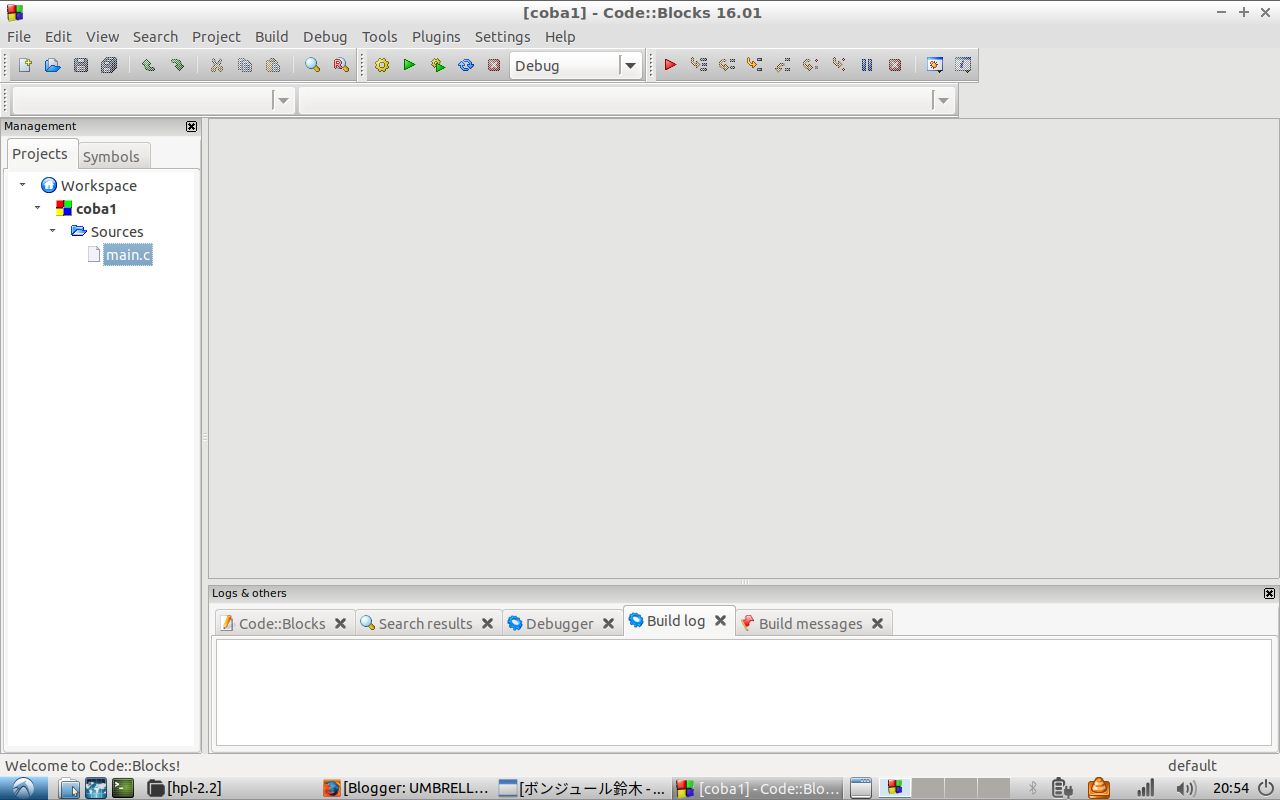 [coba1] - Code::Blocks 16.01
File Edit View Search Project Build Debug Tools Plugins Settings Help
Debug
Management
Projects Symbols
Workspace
coba1
Sources
main.c
Logs & others
Code::Blocks Search results Debugger Build log Build messages
Welcome to Code::Blocks! default
[hpl-2.2] [Blogger: UMBRELL... [ボンジュール鈴木 - ... [coba1] - Code::Blo... 20:54